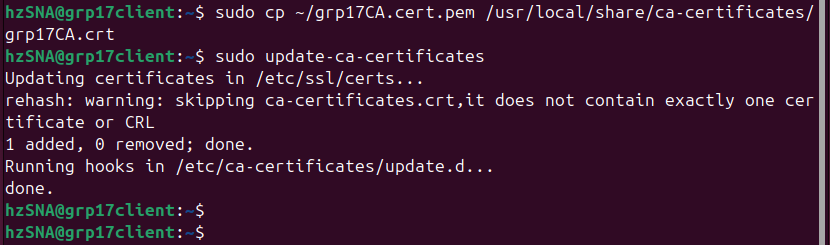 hzSNA@grp17client:~$ sudo cp ~/grp17CA.cert.pem /usr/local/share/ca-certificates/
grp17CA.crt
hzSNA@grp17client:~$ sudo update-ca-certificates
Updating certificates in /etc/ssl/certs...
rehash: warning: skipping ca-certificates.crt,it does not contain exactly one cer
tificate or CRL
1 added, 0 removed; done.
Running hooks in /etc/ca-certificates/update.d...
done.
hzSNA@grp17client:~$
hzSNA@grp17client:~$